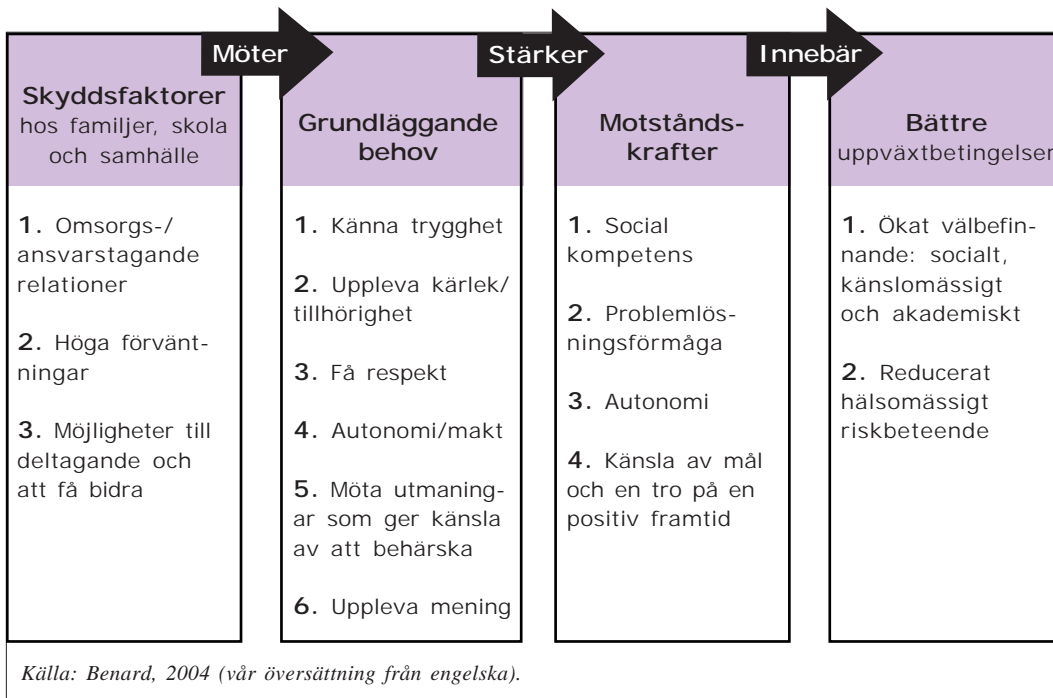 Möter
Stärker
Innebär
Skyddsfaktorer
hos familjer, skola
och samhälle
1. Omsorgs-/
ansvarstagande
relationer
2. Höga förvänt-
ningar
3. Möjligheter till
deltagande och
att få bidra
Grundläggande
behov
1. Känna trygghet
2. Uppleva kärlek/
tillhörighet
3. Få respekt
4. Autonomi/makt
5. Möta utmaning-
ar som ger känsla
av att behärska
6. Uppleva mening
Motstånds-
krafter
1. Social
kompetens
2. Problemlös-
ningsförmåga
3. Autonomi
4. Känsla av mål
och en tro på en
positiv framtid
Bättre
uppväxtbetingelser
1. Ökat välbefin-
nande: socialt,
känslomässigt
och akademiskt
2. Reducerat
hälsomässigt
riskbeteende
Källa: Benard, 2004 (vår översättning från engelska).